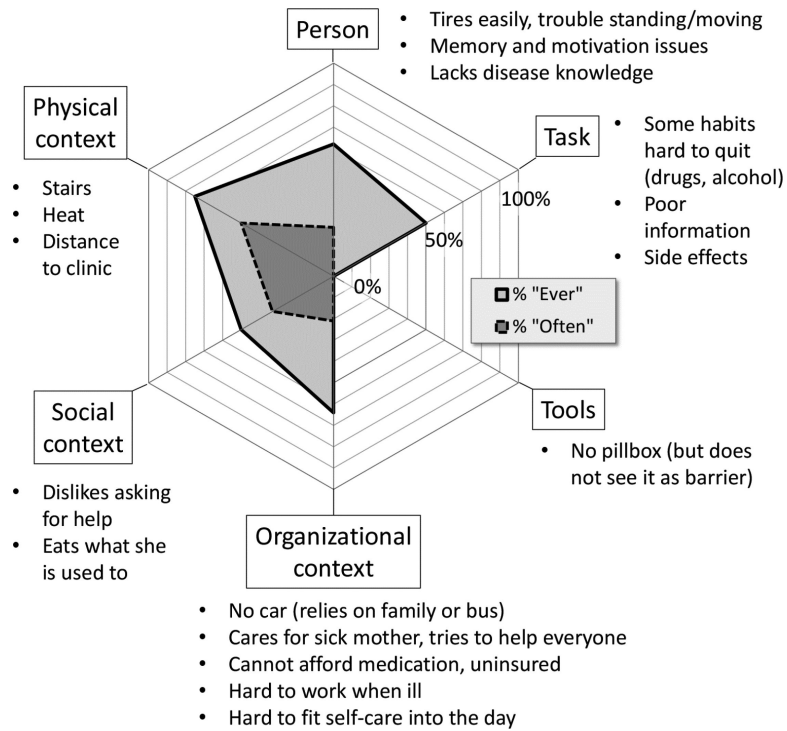 Person
• Tires easily, trouble standing/moving
• Memory and motivation issues
• Lacks disease knowledge
Physical
context
• Stairs
• Heat
• Distance
to clinic
Task
• Some habits
hard to quit
(drugs, alcohol)
• Poor
information
• Side effects
100%
50%
0%
% "Ever"
% "Often"
Social
context
• Dislikes asking
for help
• Eats what she
is used to
Tools
• No pillbox (but does
not see it as barrier)
Organizational
context
• No car (relies on family or bus)
• Cares for sick mother, tries to help everyone
• Cannot afford medication, uninsured
• Hard to work when ill
• Hard to fit self-care into the day